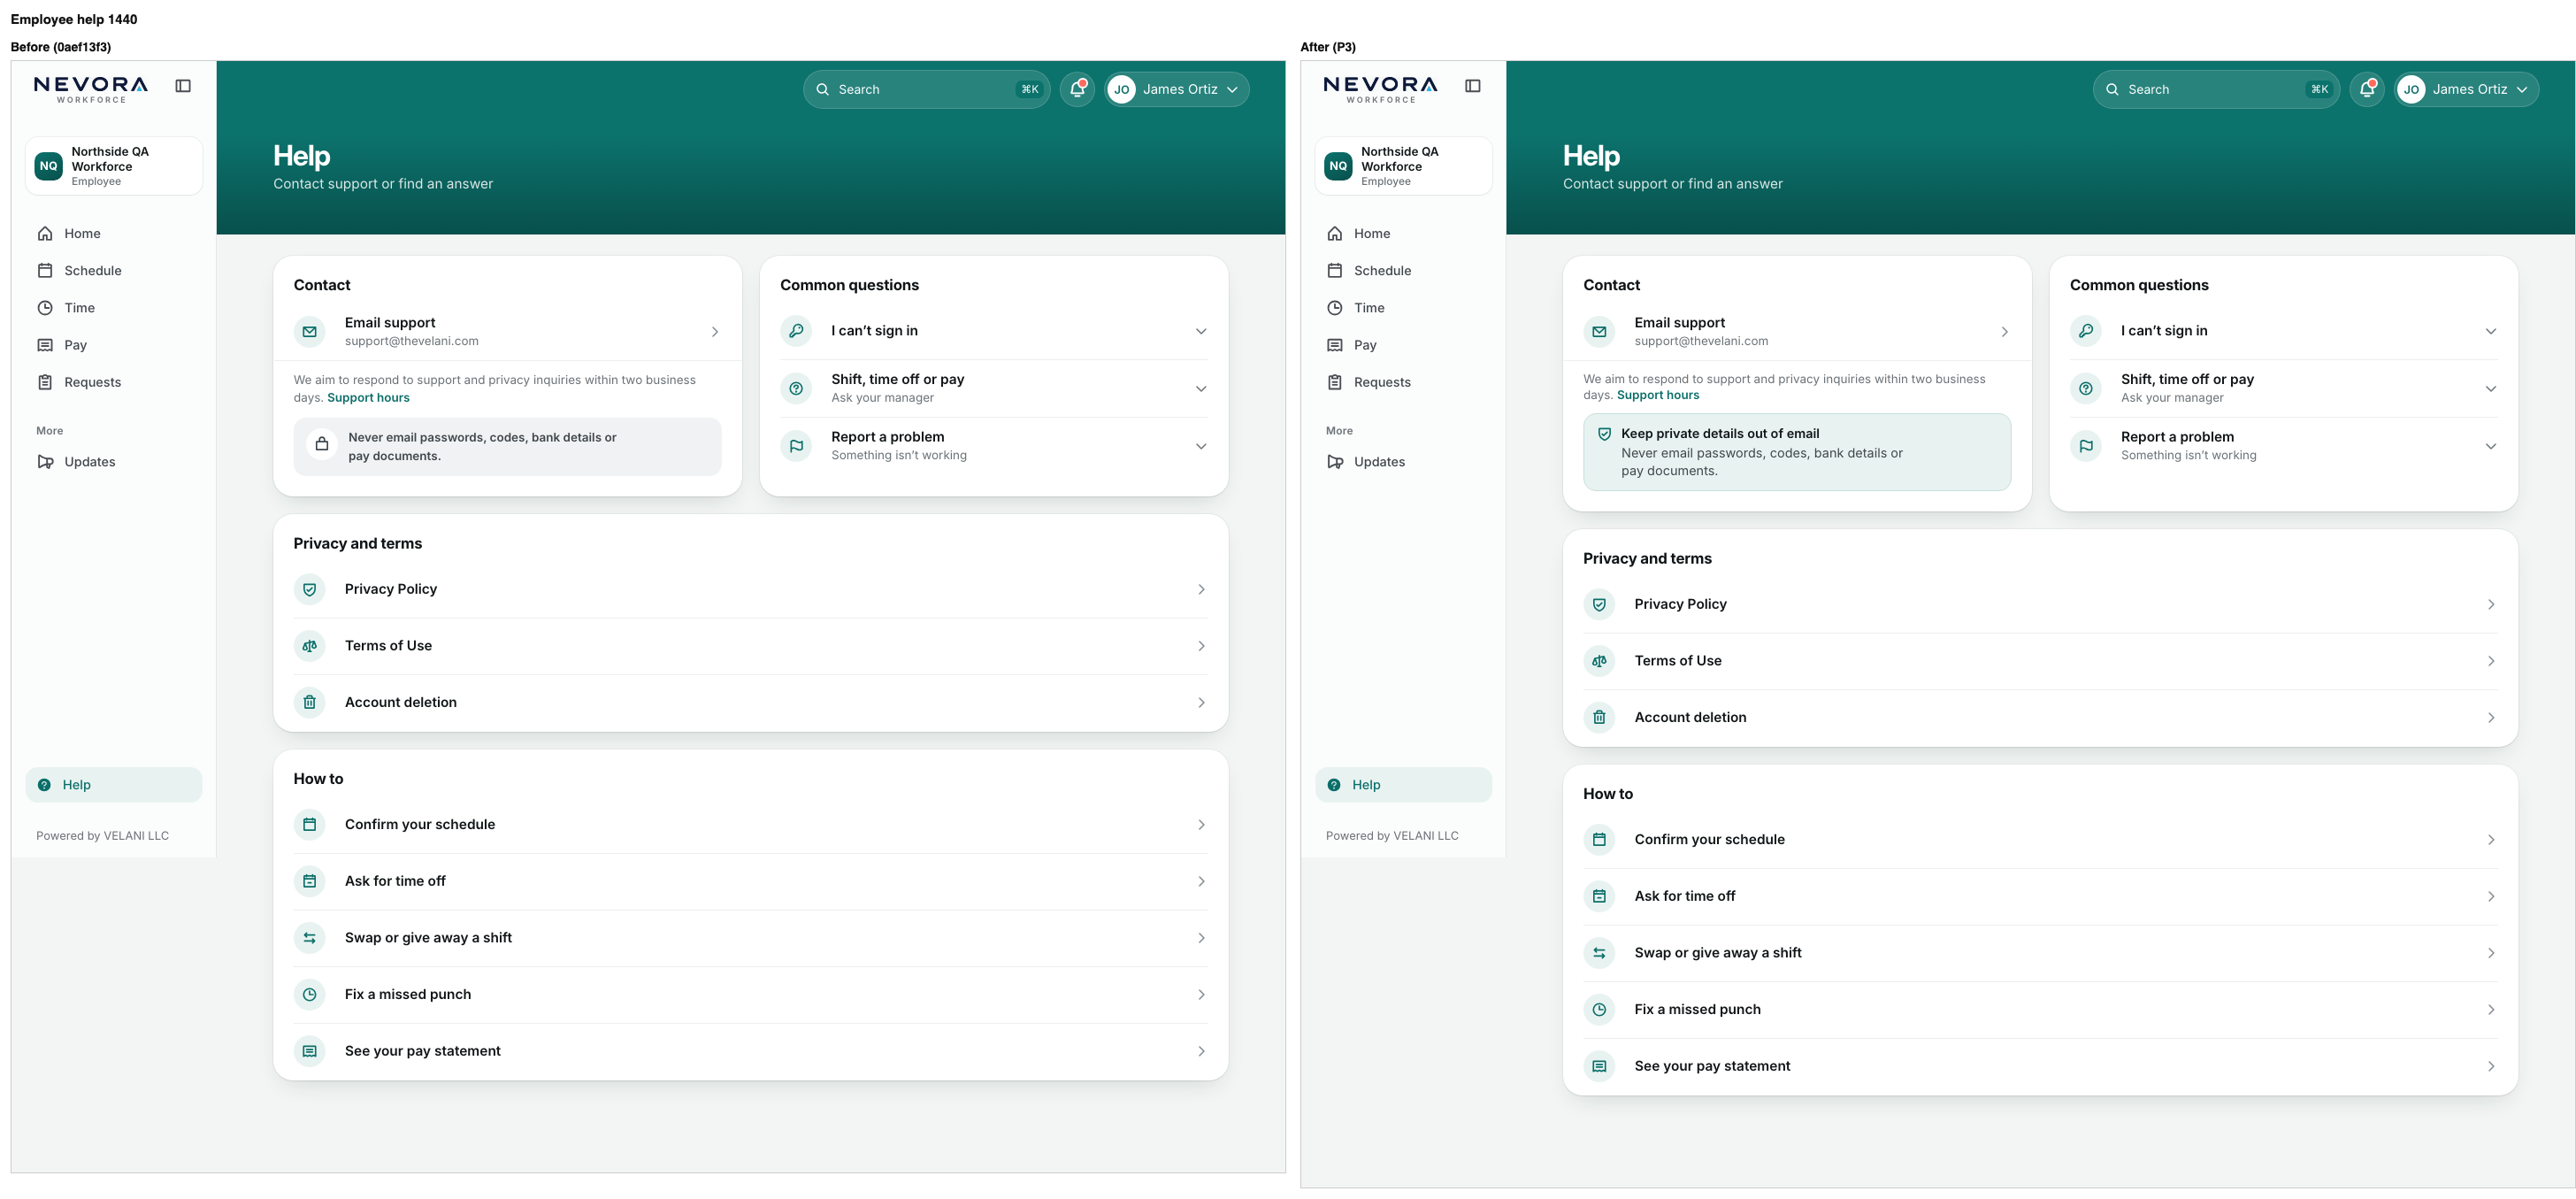 Employee help 1440
Before (0aef13f3)
NEVORA
WORKFORCE
Search
⌘K
JO
James Ortiz
NQ
Northside QA
Workforce
Employee
Help
Contact support or find an answer
Home
Schedule
Time
Pay
Requests
More
Updates
Help
Powered by VELANI LLC
Contact
Email support
support@thevelani.com
We aim to respond to support and privacy inquiries within two business
days. Support hours
Never email passwords, codes, bank details or
pay documents.
Common questions
I can’t sign in
Shift, time off or pay
Ask your manager
Report a problem
Something isn’t working
Privacy and terms
Privacy Policy
Terms of Use
Account deletion
How to
Confirm your schedule
Ask for time off
Swap or give away a shift
Fix a missed punch
See your pay statement
After (P3)
NEVORA
WORKFORCE
Search
⌘K
JO
James Ortiz
NQ
Northside QA
Workforce
Employee
Help
Contact support or find an answer
Home
Schedule
Time
Pay
Requests
More
Updates
Help
Powered by VELANI LLC
Contact
Email support
support@thevelani.com
We aim to respond to support and privacy inquiries within two business
days. Support hours
Keep private details out of email
Never email passwords, codes, bank details or
pay documents.
Common questions
I can’t sign in
Shift, time off or pay
Ask your manager
Report a problem
Something isn’t working
Privacy and terms
Privacy Policy
Terms of Use
Account deletion
How to
Confirm your schedule
Ask for time off
Swap or give away a shift
Fix a missed punch
See your pay statement